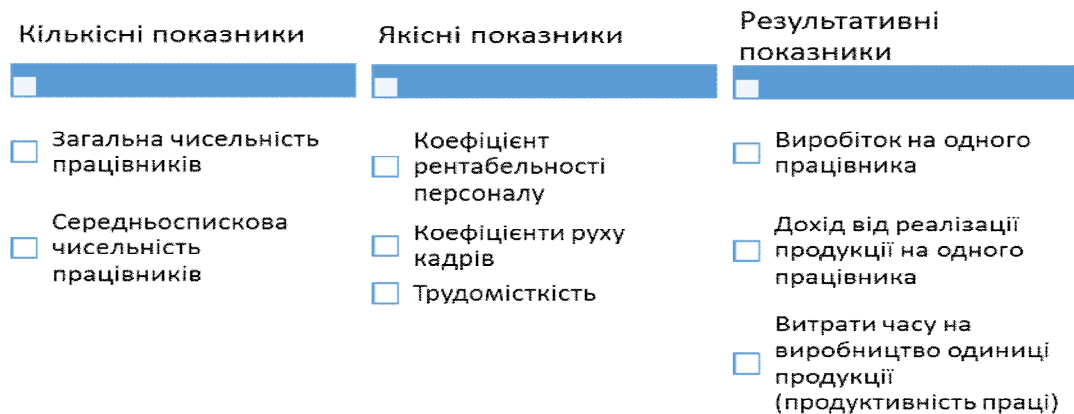 Кількісні показники
Загальна чисельність
працівників
Середньоспискова
чисельність
працівників
Якісні показники
Коефіцієнт
рентабельності
персоналу
Коефіцієнти руху
кадрів
Трудомісткість
Результативні
показники
Виробіток на одного
працівника
Дохід від реалізації
продукції на одного
працівника
Витрати часу на
виробництво одиниці
продукції
(продуктивність праці)